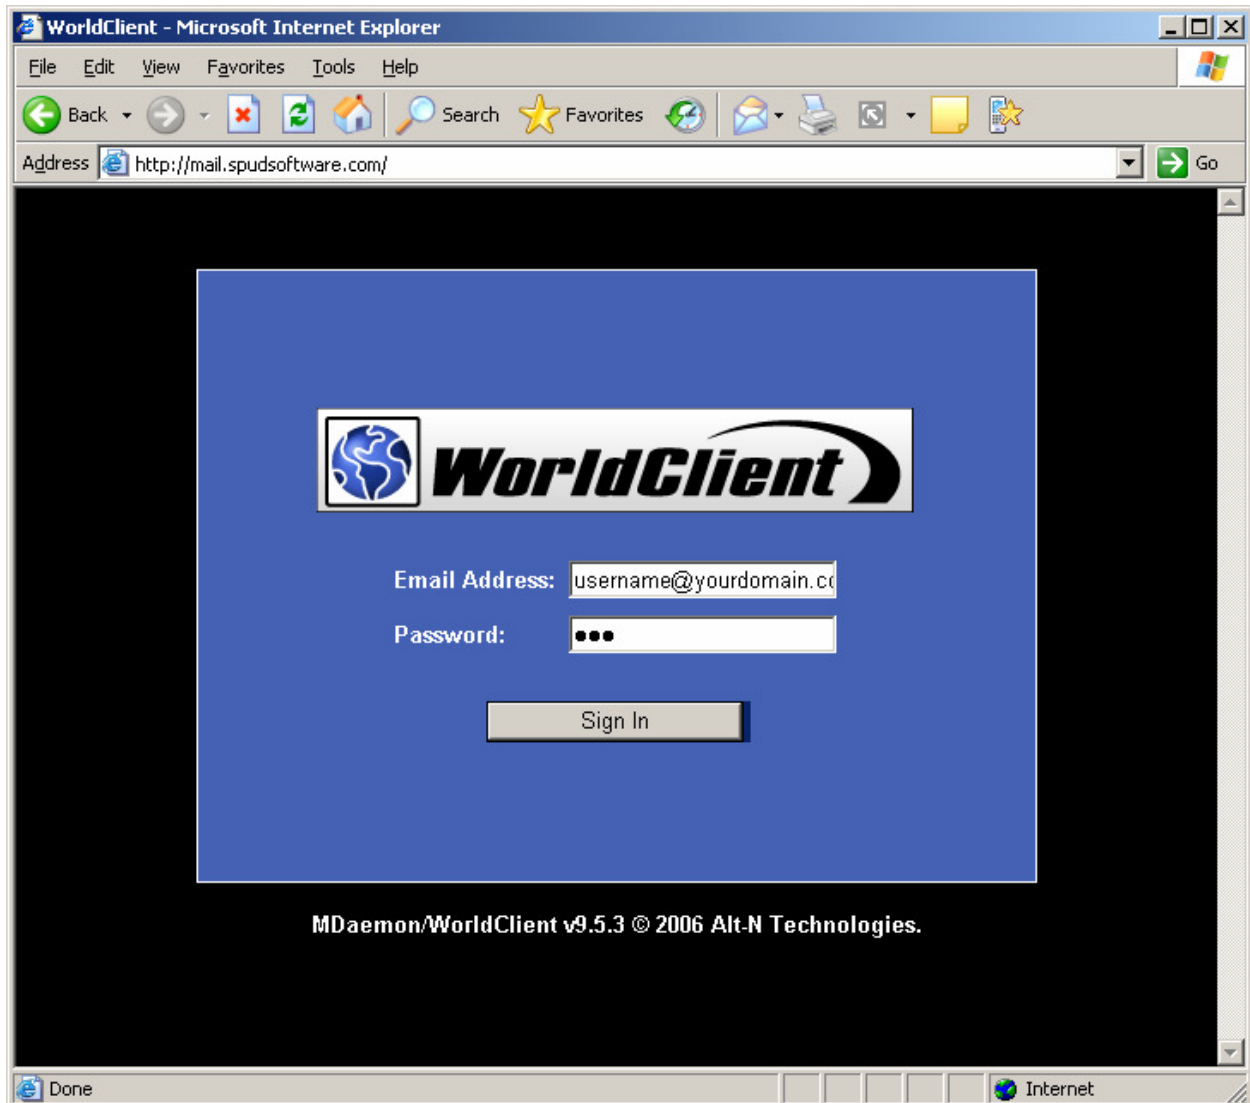 WorldClient - Microsoft Internet Explorer
File Edit View Favorites Tools Help
Back Search Favorites
Address http://mail.spudsoftware.com/ Go
WorldClient
Email Address: username@yourdomain.co
Password: •••
Sign In
MDaemon/WorldClient v9.5.3 © 2006 Alt-N Technologies.
Done Internet